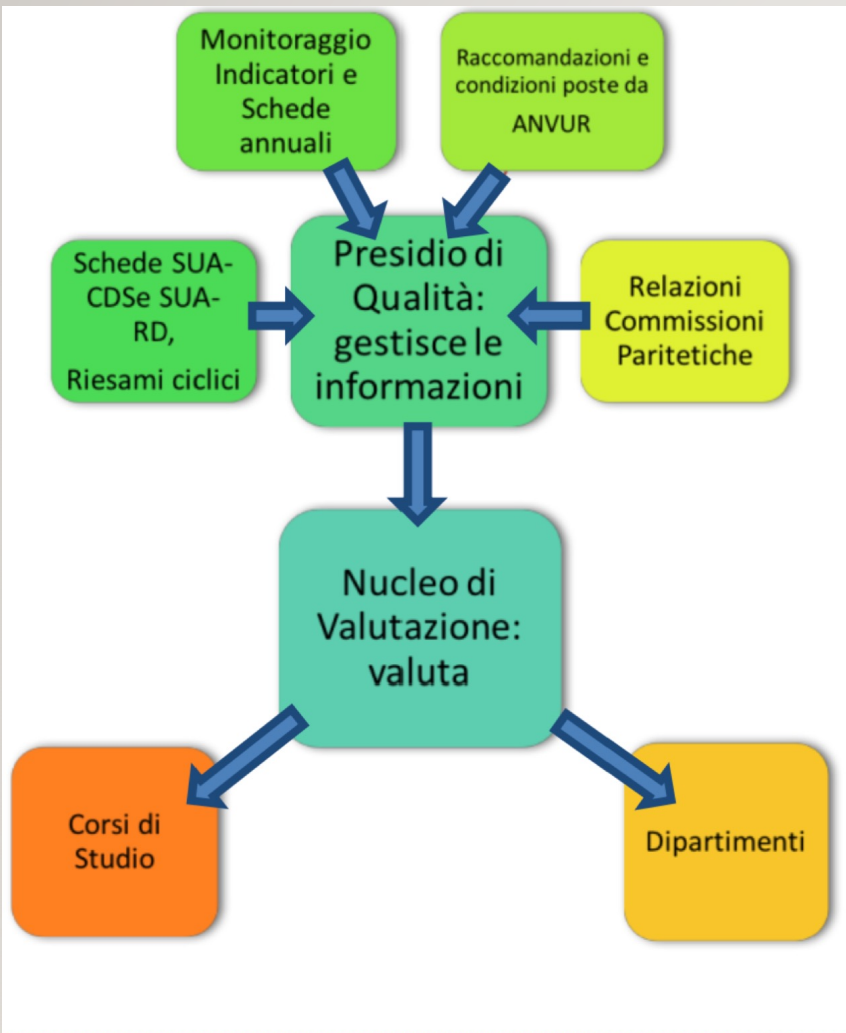 Monitoraggio
Indicatori e
Schede
annuali
Raccomandazioni e
condizioni poste da
ANVUR
Schede SUA-
CDSe SUA-
RD,
Riesami ciclici
Presidio di
Qualità:
gestisce le
informazioni
Relazioni
Commissioni
Paritetiche
Nucleo di
Valutazione:
valuta
Corsi di
Studio
Dipartimenti